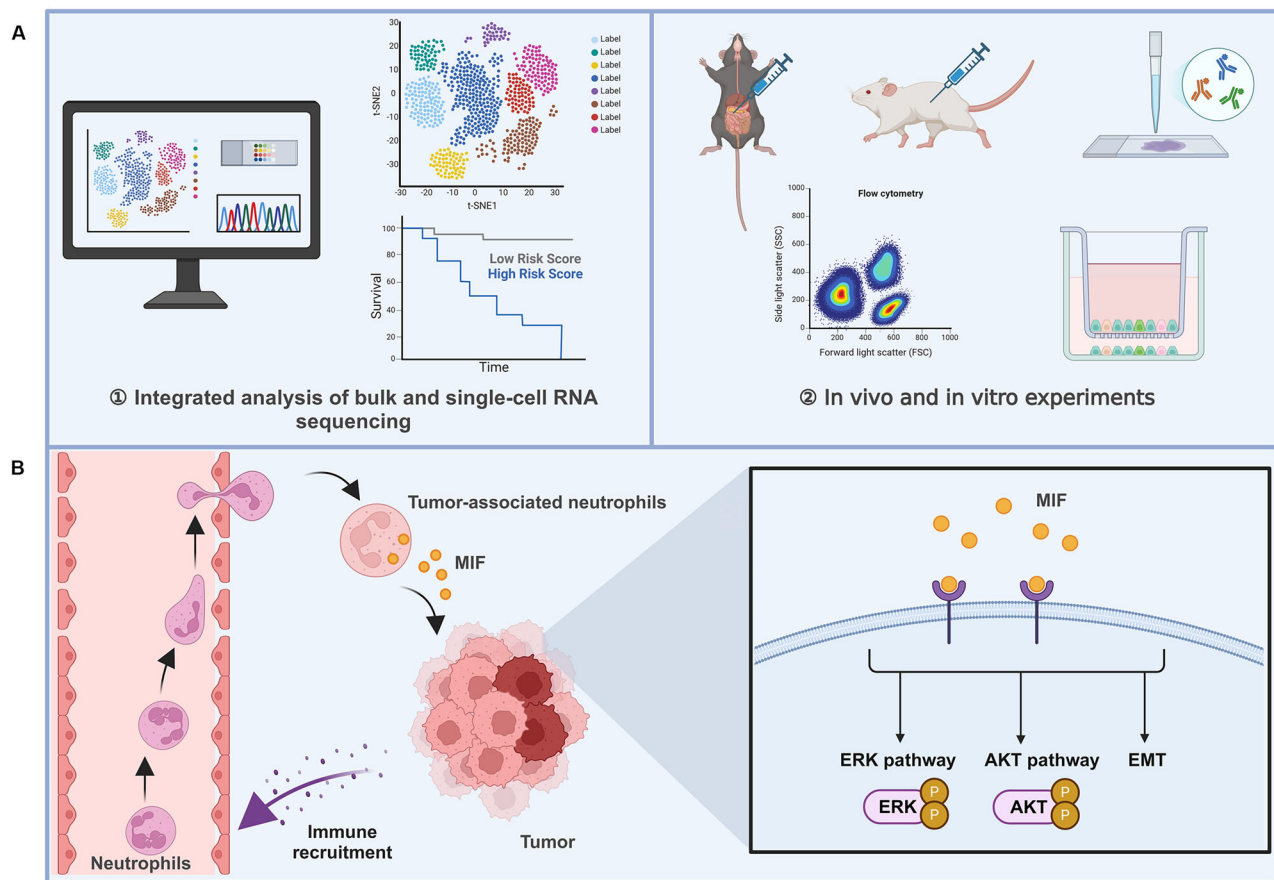 A
30
20
10
0
-10
-20
-30
t-SNE2
-30
-20
-10
0
10
20
30
t-SNE1
Label
Label
Label
Label
Label
Label
Label
Label
100
80
60
40
20
0
Survival
Low Risk Score
High Risk Score
Time
① Integrated analysis of bulk and single-cell RNA
sequencing
Flow cytometry
1000
800
600
400
200
0
Side light scatter (SSC)
0
200
400
600
800
1000
Forward light scatter (FSC)
② In vivo and in vitro experiments
B
Tumor-associated neutrophils
MIF
Neutrophils
Immune
recruitment
Tumor
MIF
ERK pathway
AKT pathway
EMT
ERK
P
P
AKT
P
P